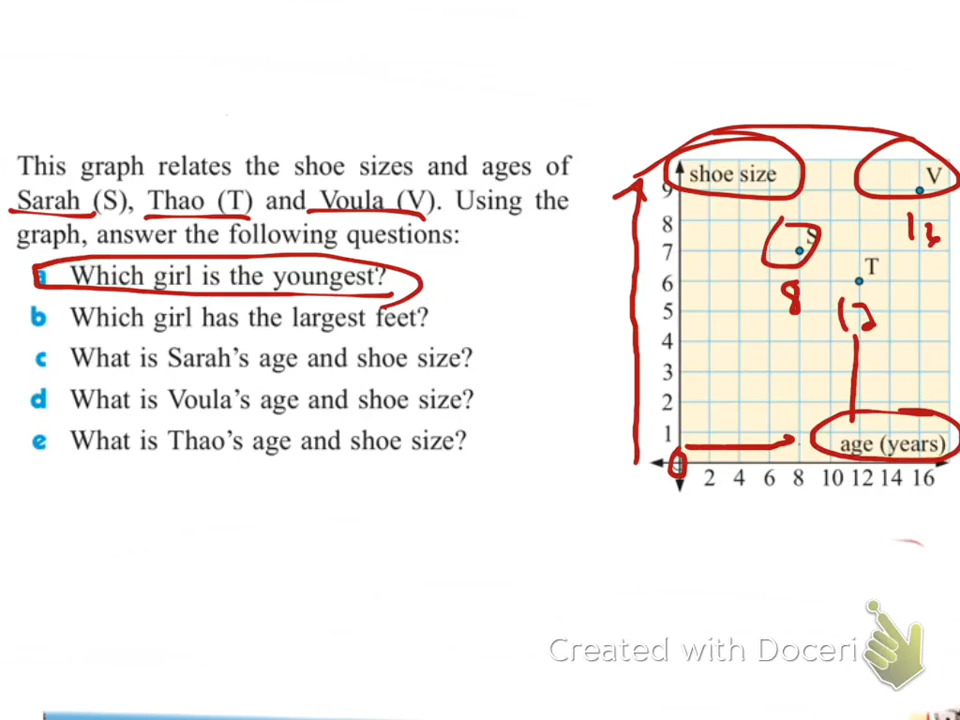 This graph relates the shoe sizes and ages of
Sarah (S), Thao (T) and Voula (V). Using the
graph, answer the following questions:
a Which girl is the youngest?
b Which girl has the largest feet?
c What is Sarah's age and shoe size?
d What is Voula's age and shoe size?
e What is Thao's age and shoe size?
shoe size
V
9
8
S
7
T
6
8
12
5
4
3
2
1
age (years)
0
2 4 6 8 10 12 14 16
Created with Doceri